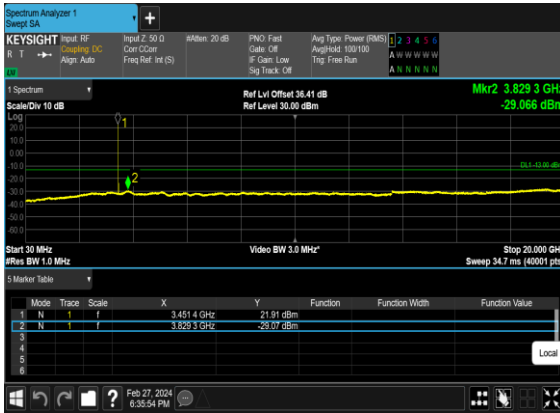 Spectrum Analyzer 1
Swept SA
+
KEYSIGHT Input: RF Input Z: 50 Ω #Atten: 20 dB PNO: Fast Avg Type: Power (RMS) 1 2 3 4 5 6
R T Coupling: DC Corr CCorr Gate: Off Avg|Hold: 100/100 A W W W W W
Align: Auto Freq Ref: Int (S) IF Gain: Low Trig: Free Run
Sig Track: Off A N N N N N
1 Spectrum
Scale/Div 10 dB Ref Lvl Offset 36.41 dB Mkr2 3.829 3 GHz
Ref Level 30.00 dBm -29.066 dBm
Log
20.0
10.0
0.00
-10.0
-20.0
-30.0
-40.0
-50.0
-60.0
1
2
DL1 -13.00 dBm
Start 30 MHz Video BW 3.0 MHz* Stop 20.000 GHz
#Res BW 1.0 MHz Sweep 34.7 ms (40001 pts)
5 Marker Table
Mode Trace Scale X Y Function Function Width Function Value
1 N 1 f 3.451 4 GHz 21.91 dBm
2 N 1 f 3.829 3 GHz -29.07 dBm
3
4
5
6
Local
? Feb 27, 2024
6:35:54 PM